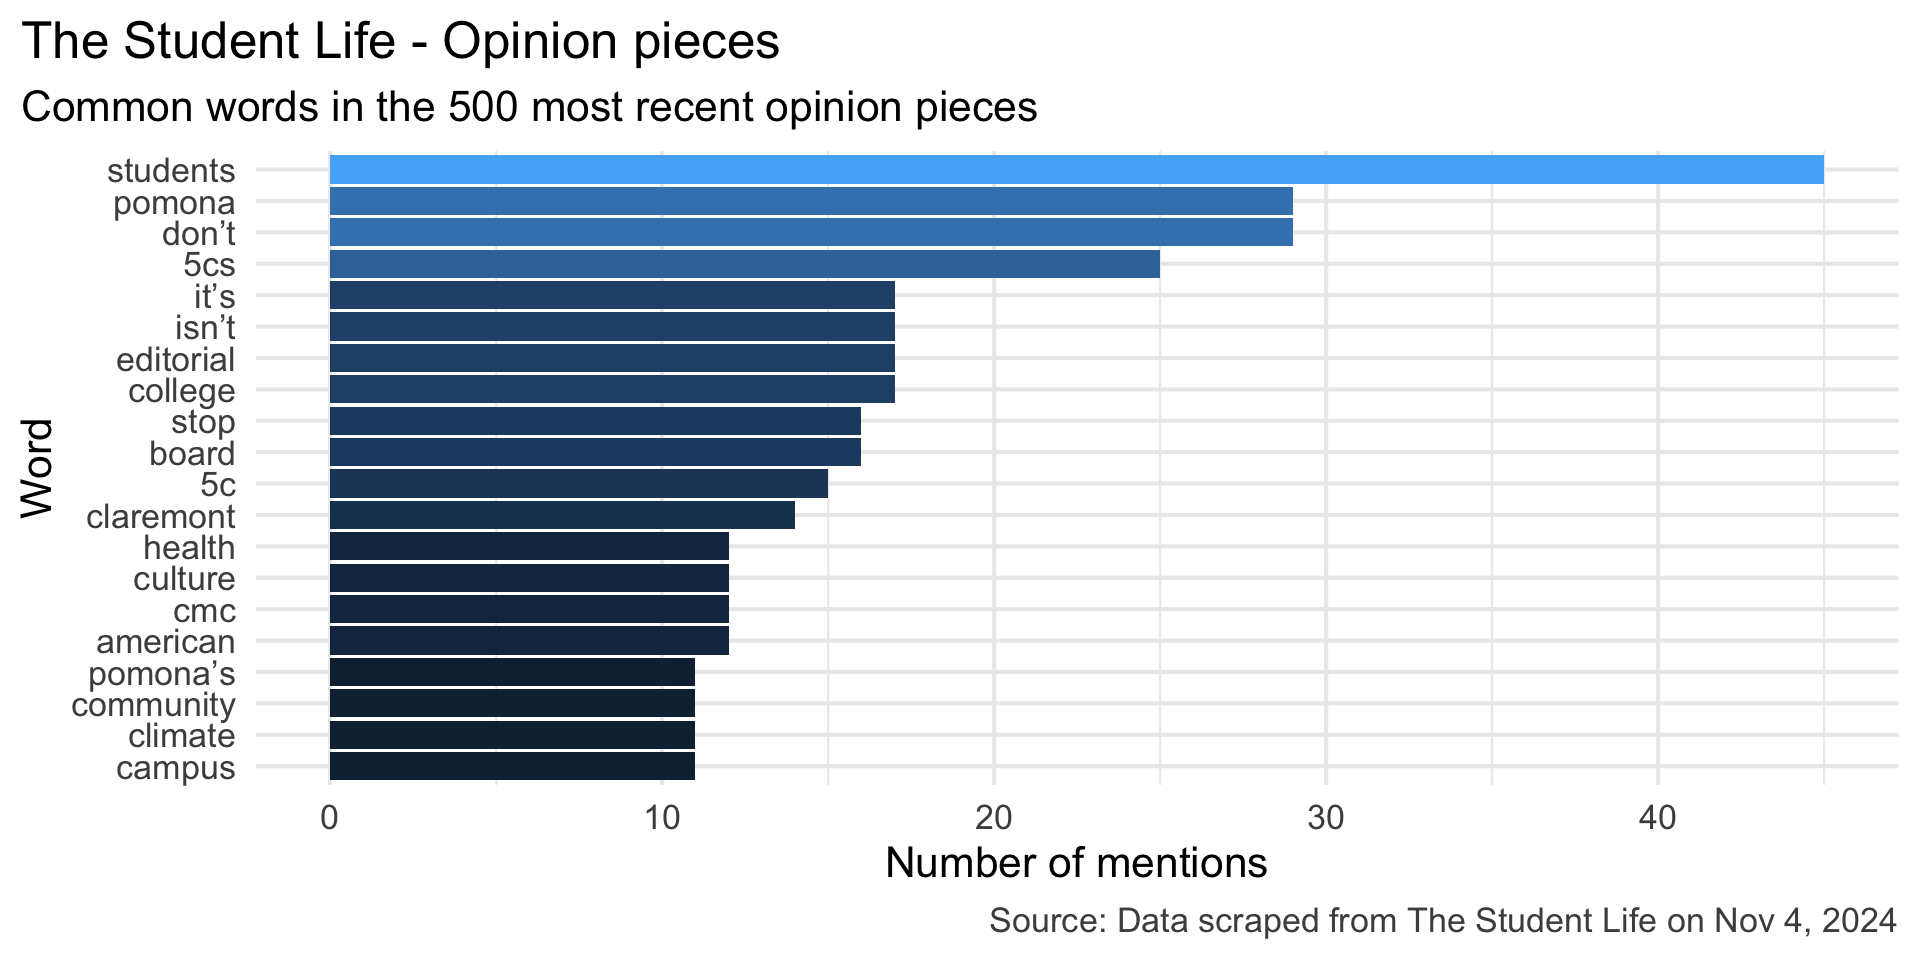 The Student Life - Opinion pieces
Common words in the 500 most recent opinion pieces
Word
students
pomona
don’t
5cs
it’s
isn’t
editorial
college
stop
board
5c
claremont
health
culture
cmc
american
pomona’s
community
climate
campus
0 10 20 30 40
Number of mentions
Source: Data scraped from The Student Life on Nov 4, 2024